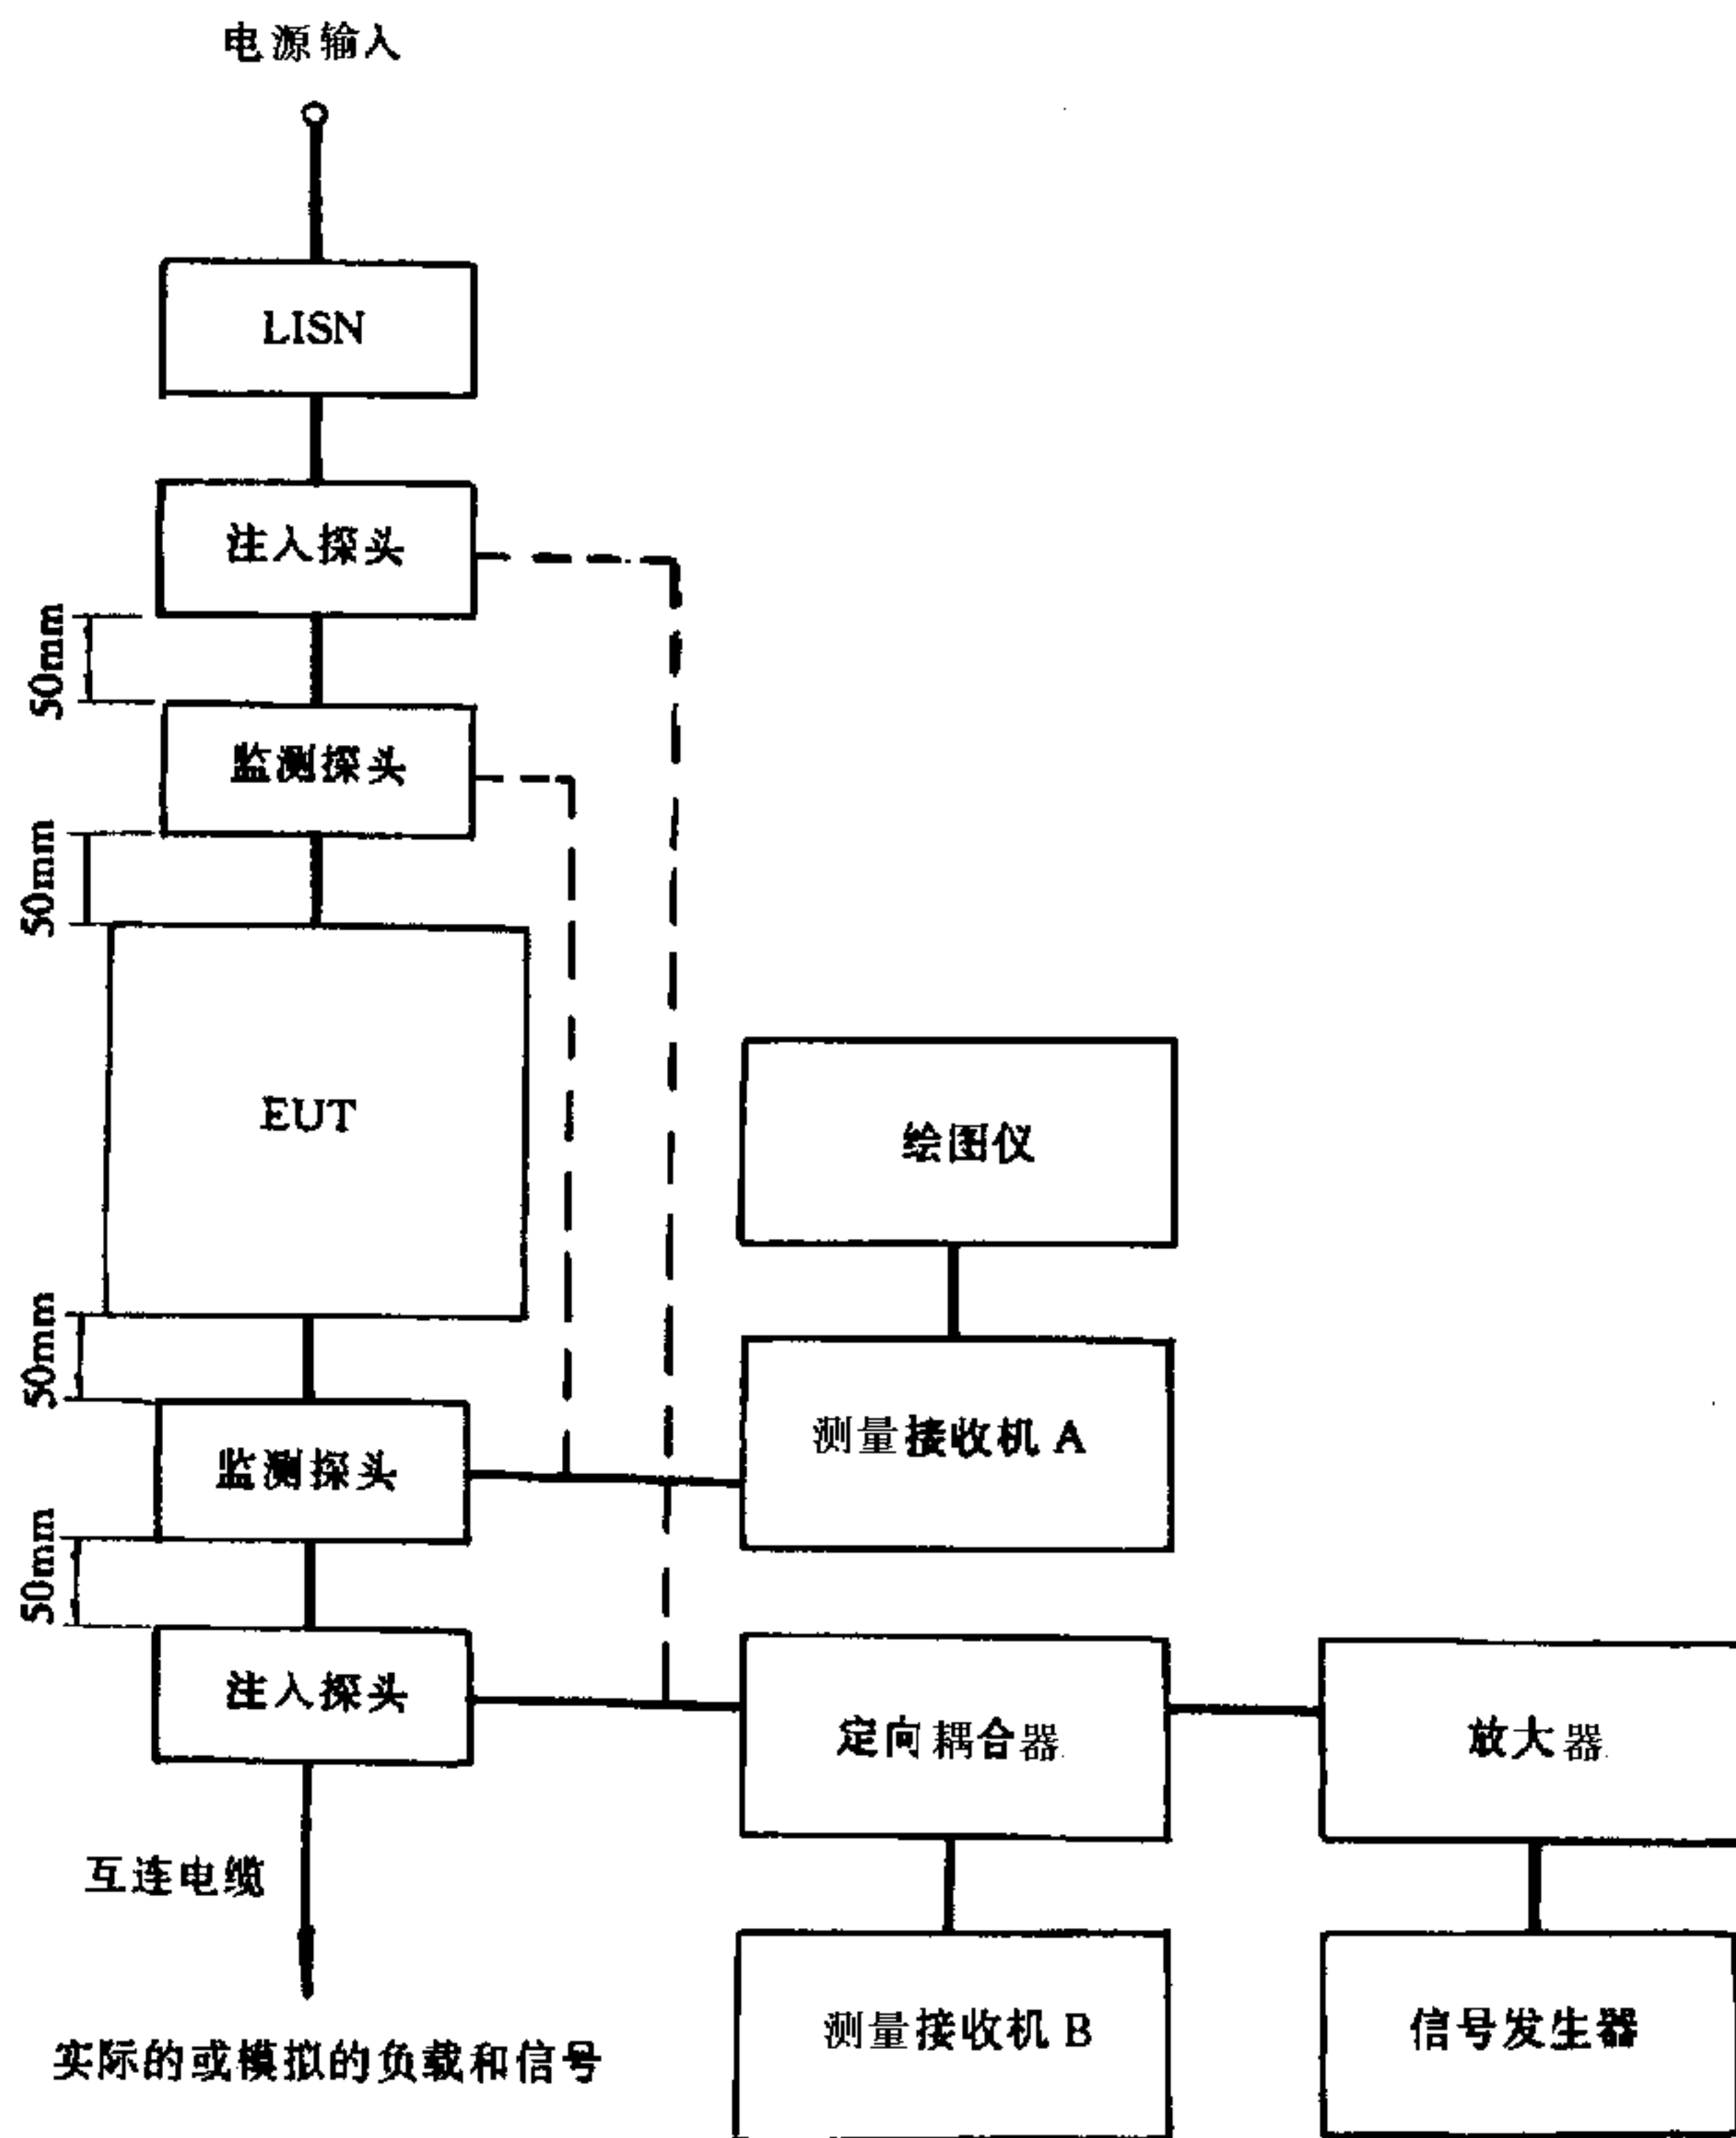 电源输入
LISN
注入探头
50mm
监测探头
50mm
EUT
绘图仪
50mm
测量接收机 A
监测探头
50mm
注入探头
定向耦合器
放大器
互连电缆
测量接收机 B
信号发生器
实际的或模拟的负载和信号